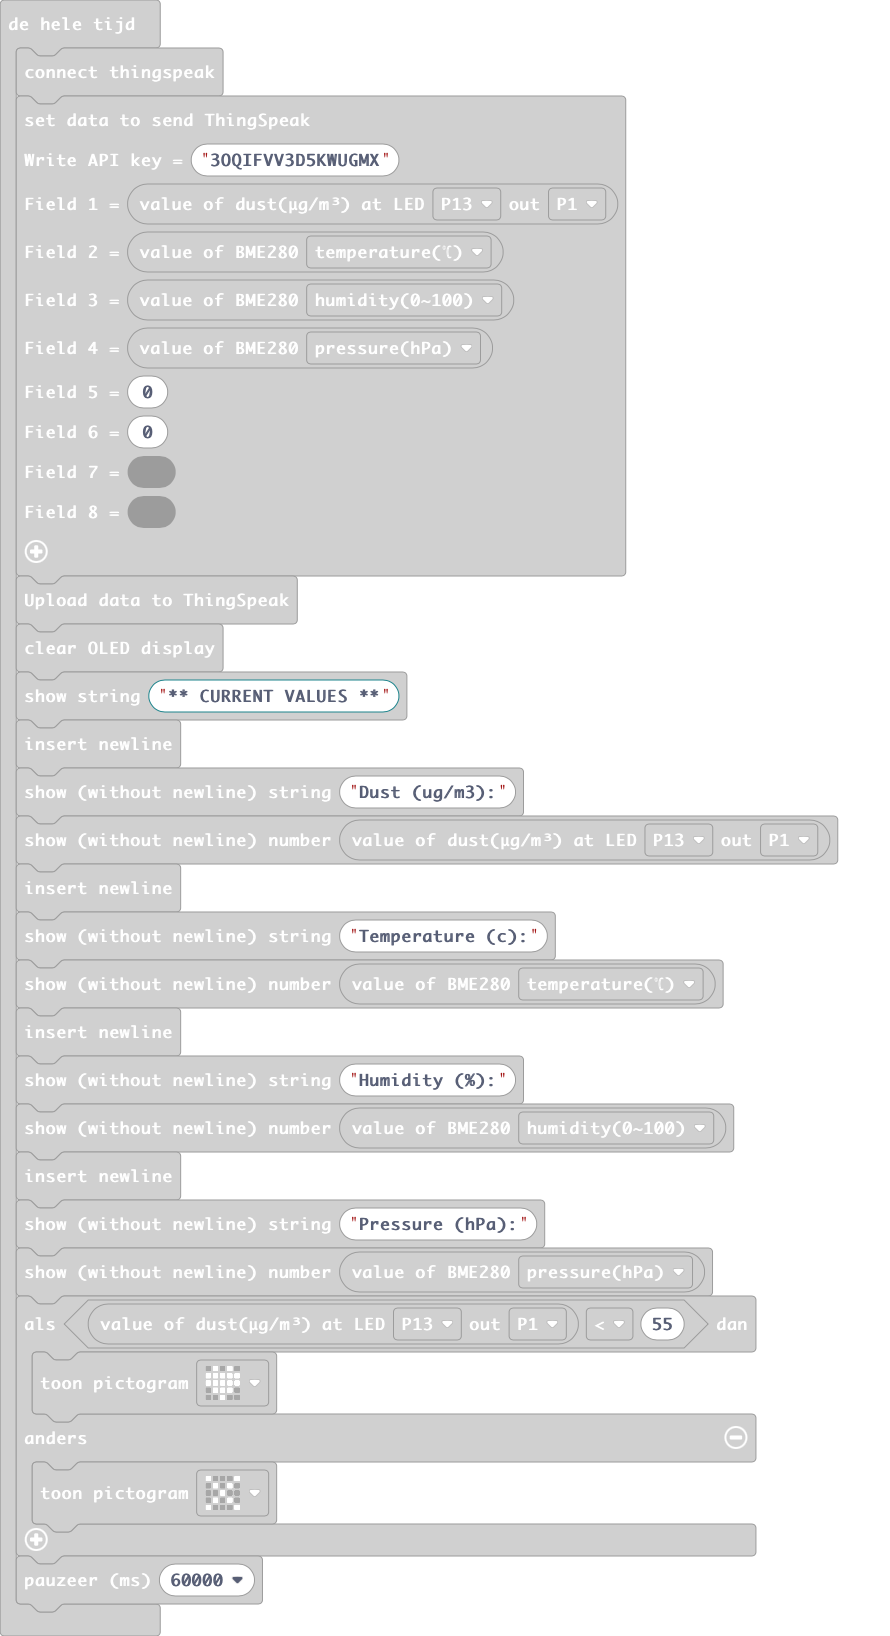 de hele tijd
connect thingspeak
set data to send ThingSpeak
Write API key = "3OQIFVV3D5KWUGMX"
Field 1 = value of dust(μg/m³) at LED P13 out P1
Field 2 = value of BME280 temperature(℃)
Field 3 = value of BME280 humidity(0~100)
Field 4 = value of BME280 pressure(hPa)
Field 5 = 0
Field 6 = 0
Field 7 =
Field 8 =
Upload data to ThingSpeak
clear OLED display
show string "** CURRENT VALUES **"
insert newline
show (without newline) string "Dust (ug/m3):"
show (without newline) number value of dust(μg/m³) at LED P13 out P1
insert newline
show (without newline) string "Temperature (c):"
show (without newline) number value of BME280 temperature(℃)
insert newline
show (without newline) string "Humidity (%):"
show (without newline) number value of BME280 humidity(0~100)
insert newline
show (without newline) string "Pressure (hPa):"
show (without newline) number value of BME280 pressure(hPa)
als value of dust(μg/m³) at LED P13 out P1 < 55 dan
toon pictogram
anders
toon pictogram
pauzeer (ms) 60000